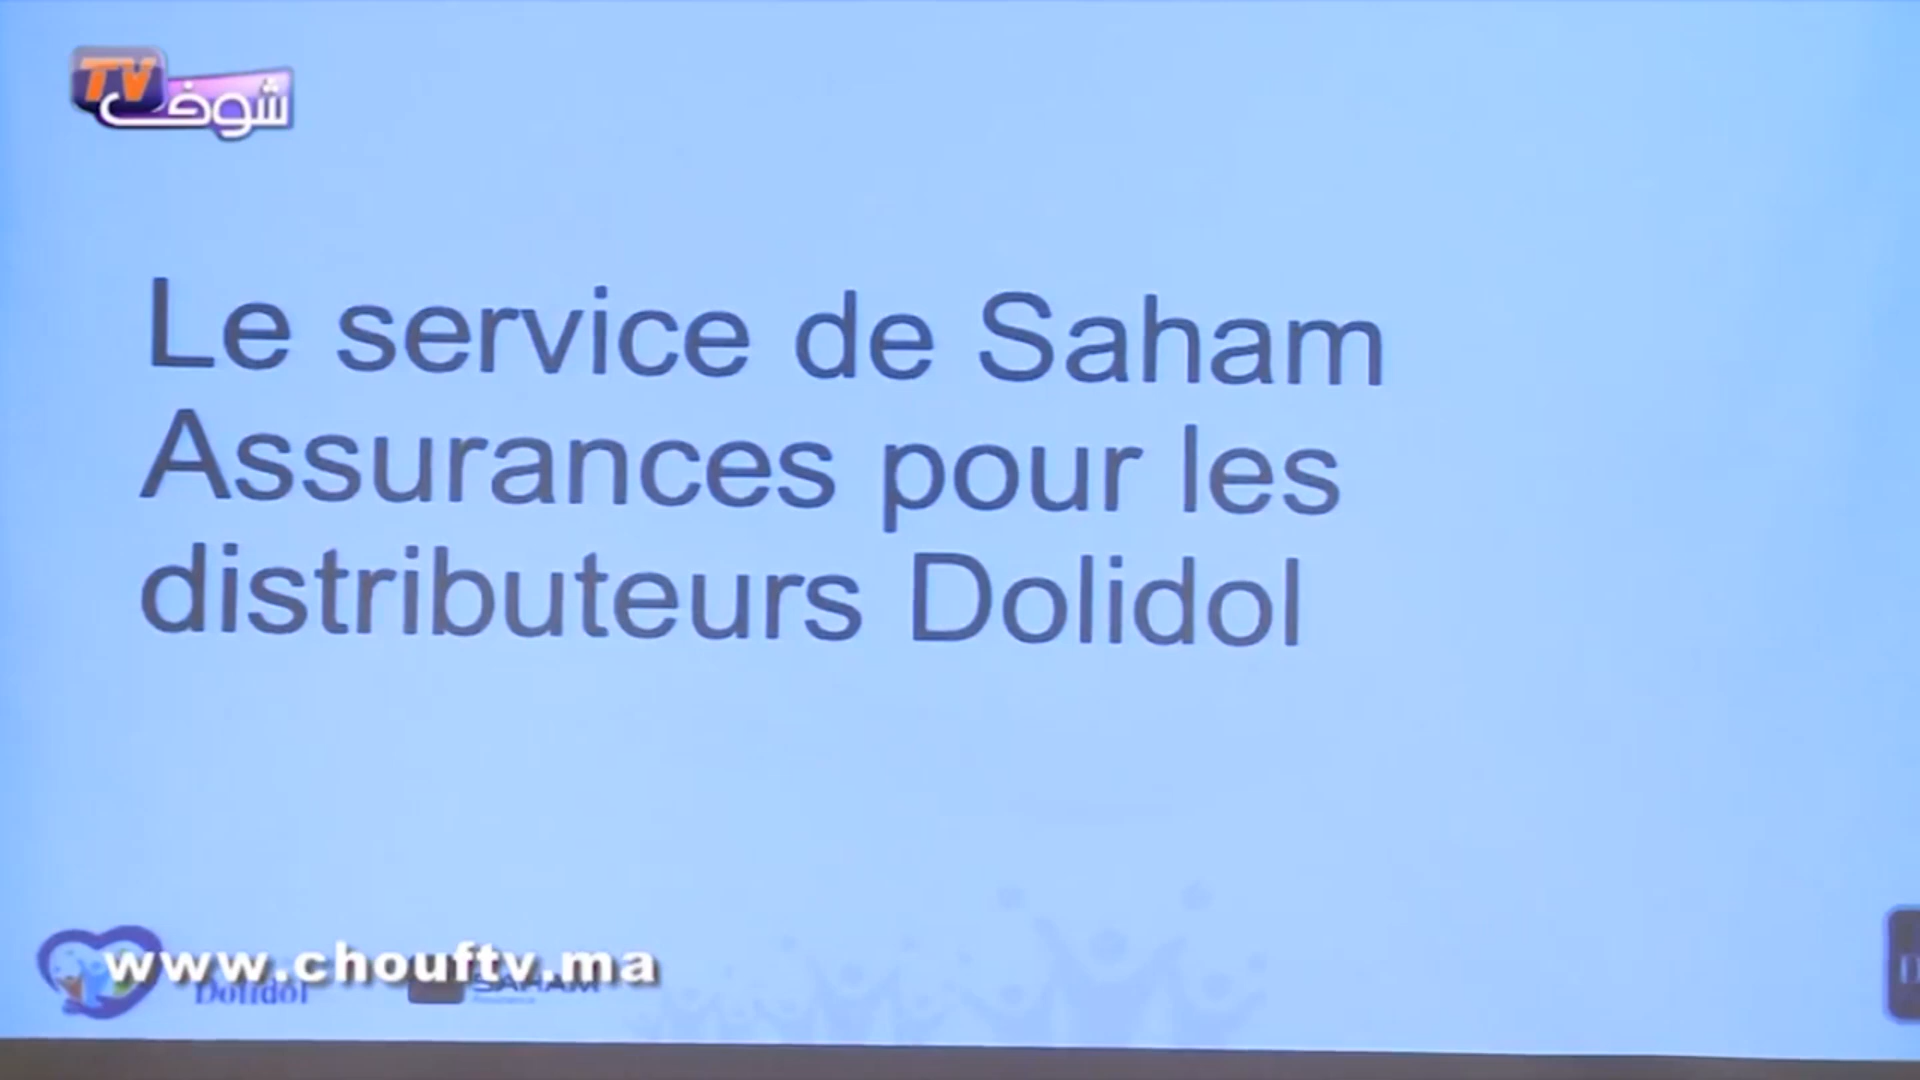 TV
شوف
Le service de Saham
Assurances pour les
distributeurs Dolidol
www.chouftv.ma
Dolidol
SAHAM